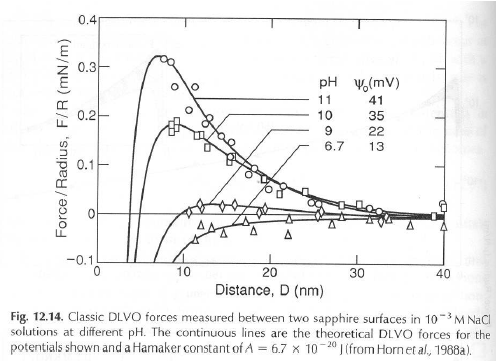 0.4
0.3
0.2
0.1
0
−0.1
Force/Radius, F/R (mN/m)
pH ψ₀(mV)
11 41
10 35
9 22
6.7 13
0 10 20 30 40
Distance, D (nm)
Fig. 12.14. Classic DLVO forces measured between two sapphire surfaces in 10⁻³ M NaCl
solutions at different pH. The continuous lines are the theoretical DLVO forces for the
potentials shown and a Hamaker constant of A = 6.7 × 10⁻²⁰ J (from Horn et al, 1988a).